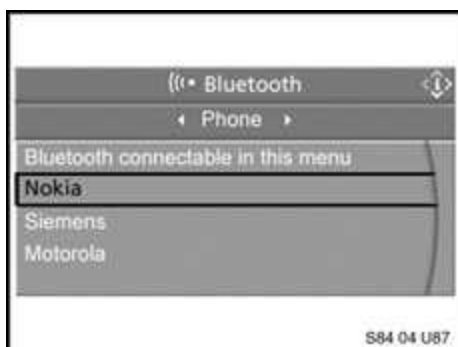 Bluetooth
Phone
Bluetooth connectable in this menu
Nokia
Siemens
Motorola
S84 04 U87